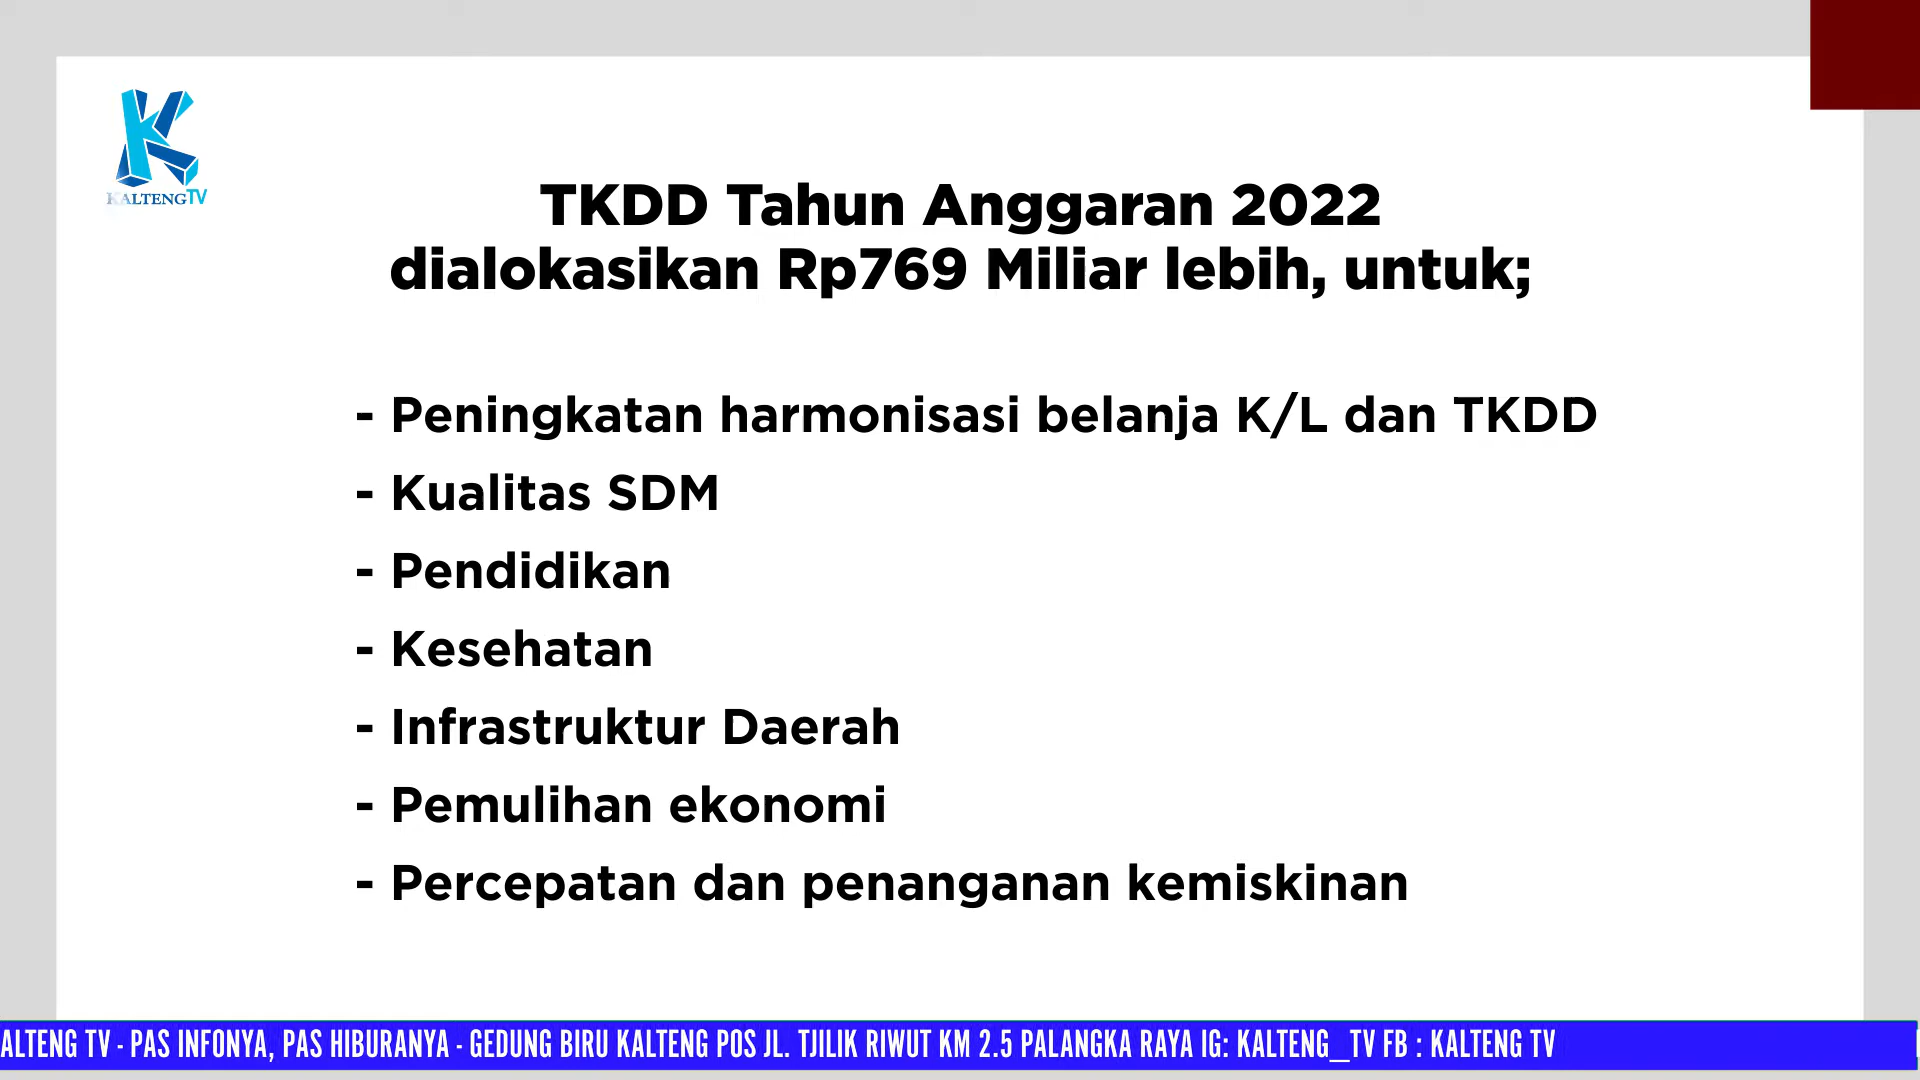 KALTENGTV
TKDD Tahun Anggaran 2022
dialokasikan Rp769 Miliar lebih, untuk;
- Peningkatan harmonisasi belanja K/L dan TKDD
- Kualitas SDM
- Pendidikan
- Kesehatan
- Infrastruktur Daerah
- Pemulihan ekonomi
- Percepatan dan penanganan kemiskinan
ALTENG TV - PAS INFONYA, PAS HIBURANYA - GEDUNG BIRU KALTENG POS JL. TJILIK RIWUT KM 2.5 PALANGKA RAYA IG: KALTENG_TV FB : KALTENG TV